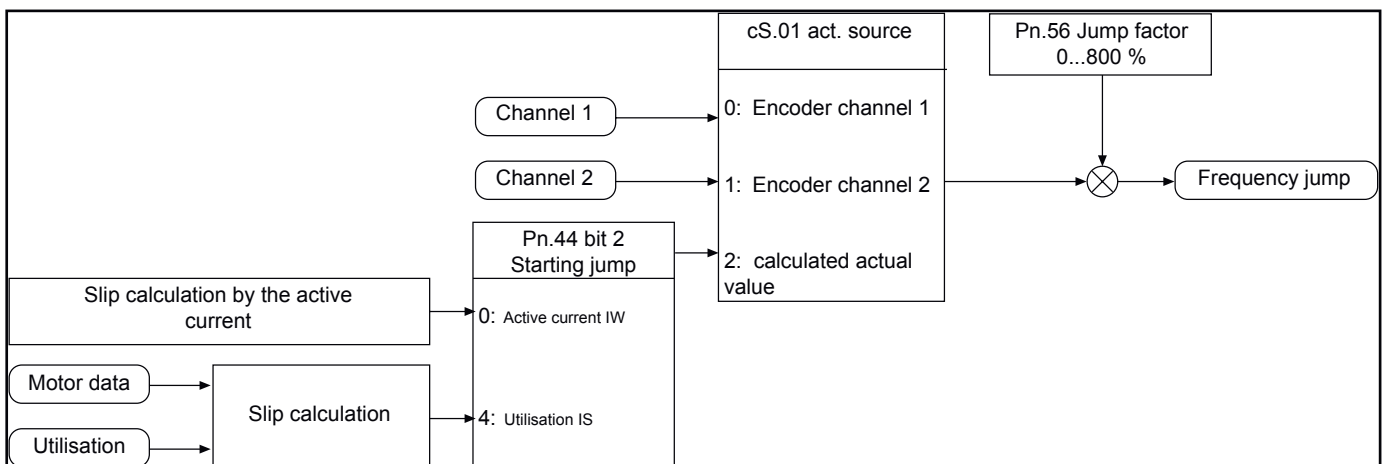 cS.01 act. source
Pn.56 Jump factor
0...800 %
Channel 1
0: Encoder channel 1
Channel 2
1: Encoder channel 2
Frequency jump
Pn.44 bit 2
Starting jump
2: calculated actual
value
Slip calculation by the active
current
0: Active current IW
Motor data
Slip calculation
4: Utilisation IS
Utilisation